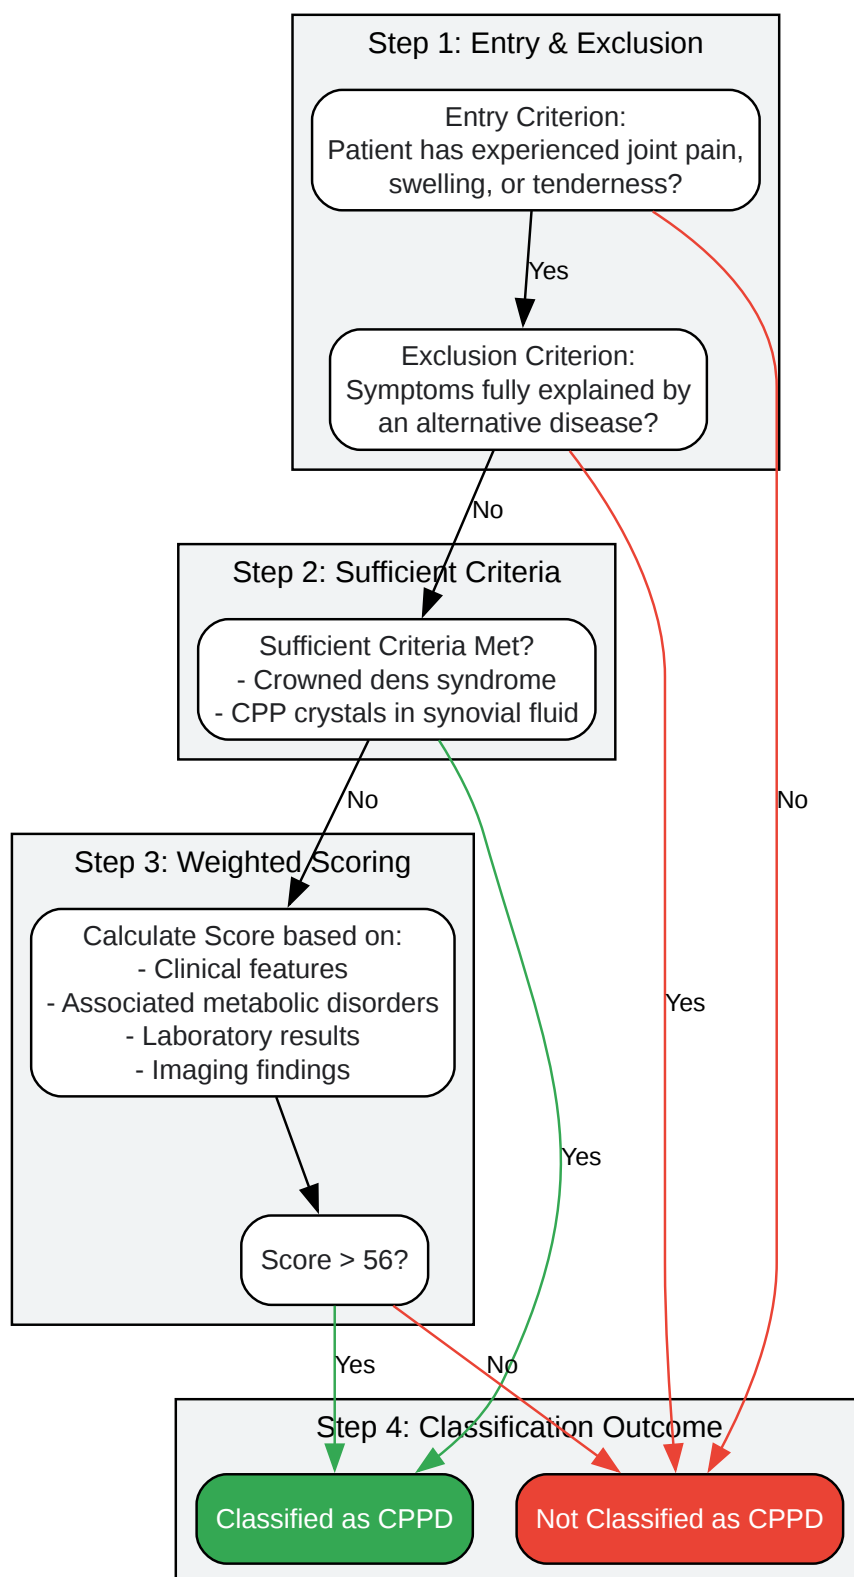 Step 1: Entry & Exclusion
Entry Criterion:
Patient has experienced joint pain,
swelling, or tenderness?
Yes
Exclusion Criterion:
Symptoms fully explained by
an alternative disease?
No
Step 2: Sufficient Criteria
Sufficient Criteria Met?
- Crowned dens syndrome
- CPP crystals in synovial fluid
No
No
Step 3: Weighted Scoring
Calculate Score based on:
- Clinical features
- Associated metabolic disorders
- Laboratory results
- Imaging findings
Yes
Yes
Score > 56?
Yes
No
Step 4: Classification Outcome
Classified as CPPD
Not Classified as CPPD